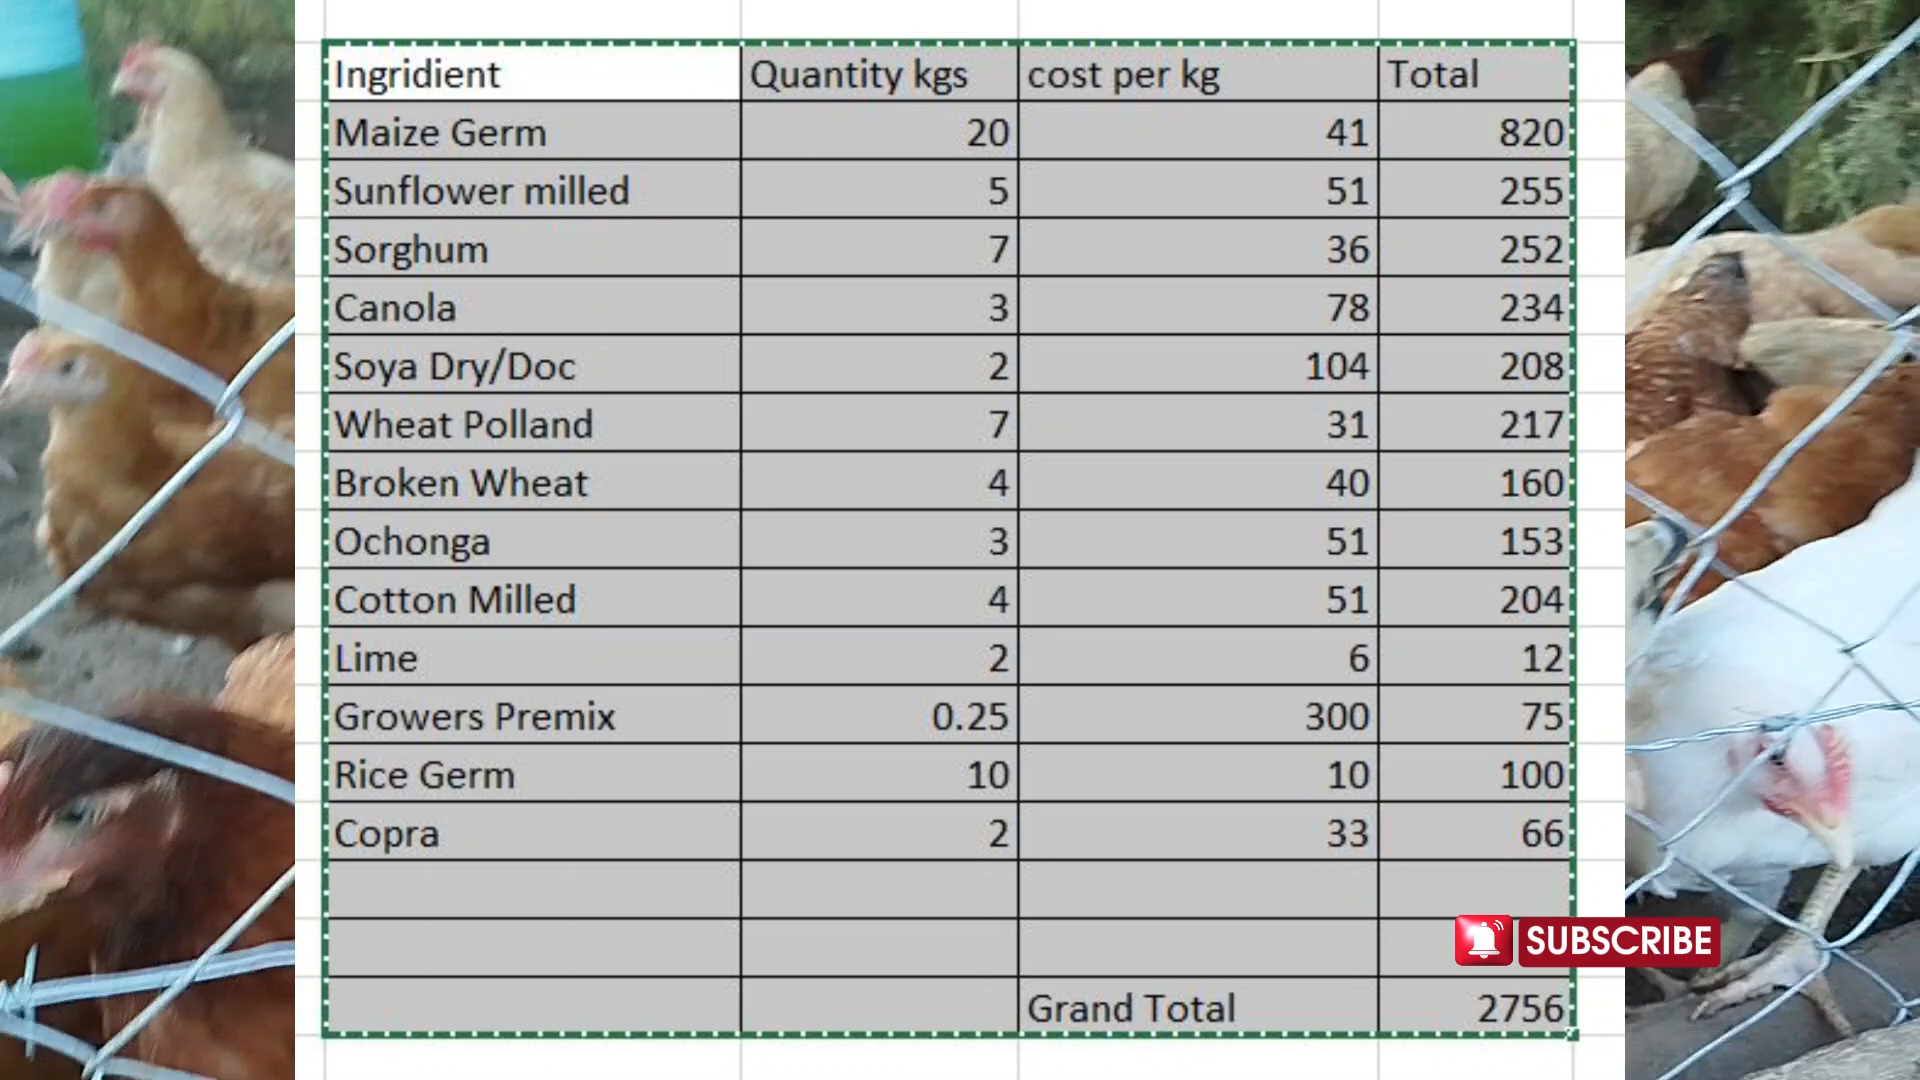 Ingridient Quantity kgs cost per kg Total
Maize Germ 20 41 820
Sunflower milled 5 51 255
Sorghum 7 36 252
Canola 3 78 234
Soya Dry/Doc 2 104 208
Wheat Polland 7 31 217
Broken Wheat 4 40 160
Ochonga 3 51 153
Cotton Milled 4 51 204
Lime 2 6 12
Growers Premix 0.25 300 75
Rice Germ 10 10 100
Copra 2 33 66
SUBSCRIBE
Grand Total 2756